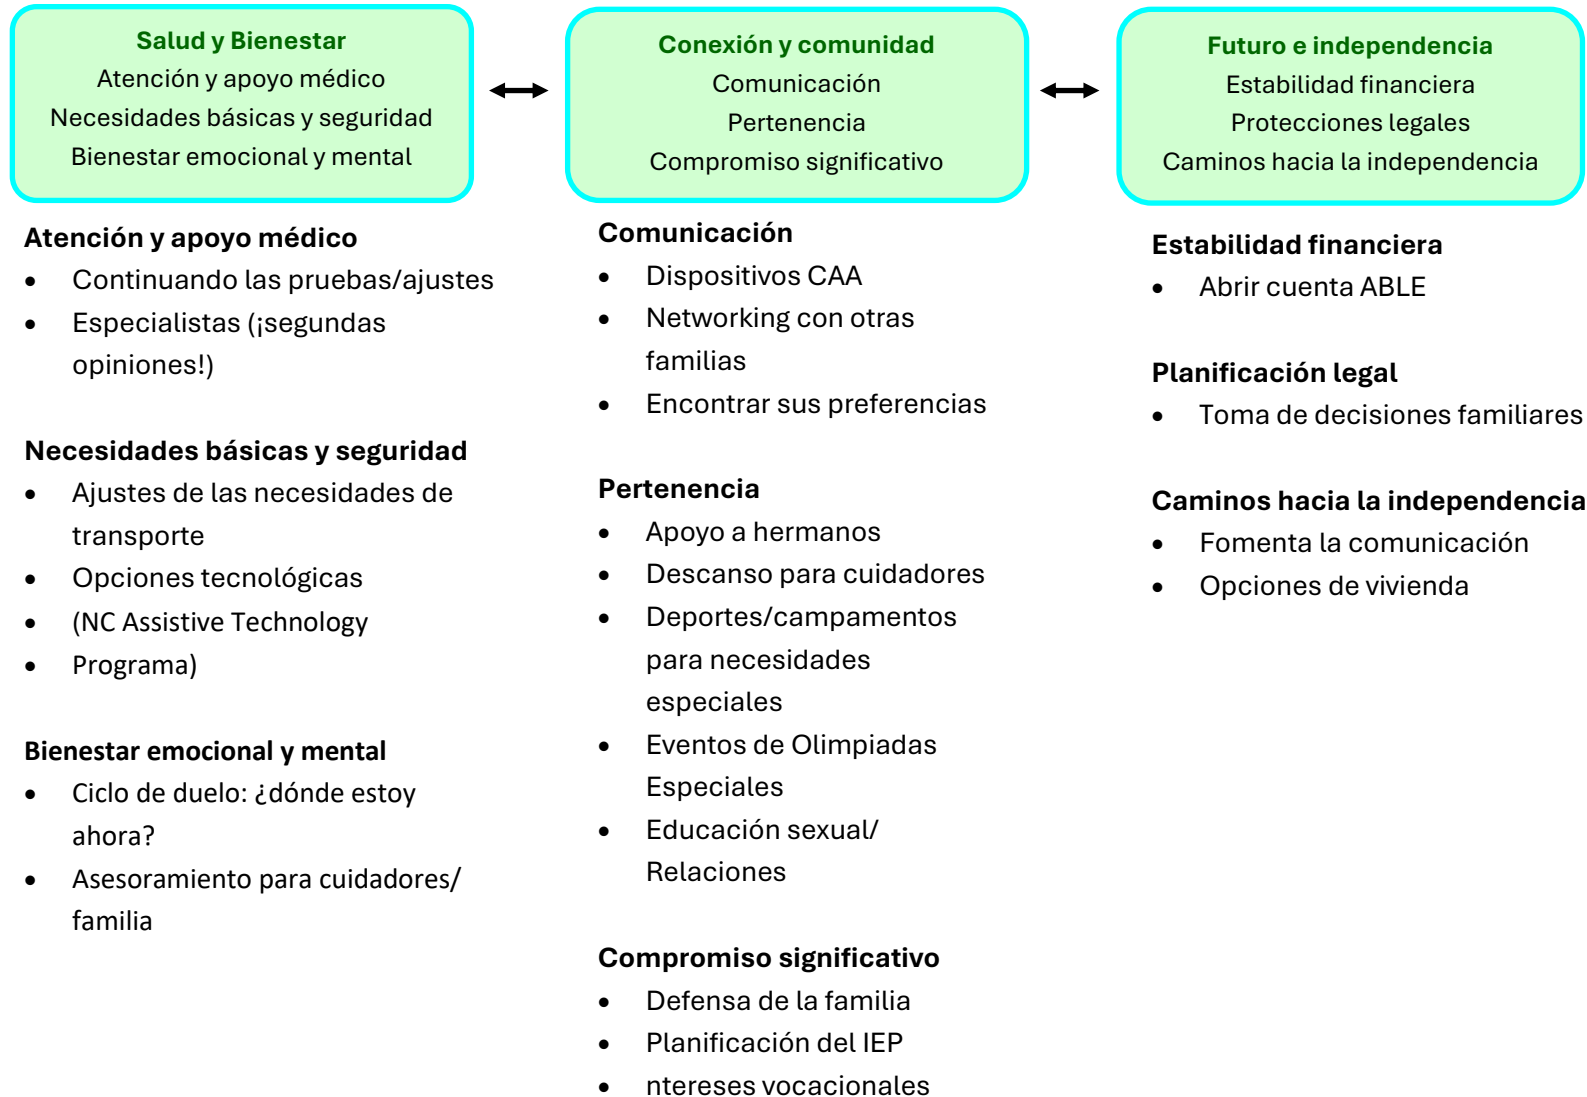 Salud y Bienestar
Atención y apoyo médico
Necesidades básicas y seguridad
Bienestar emocional y mental
Conexión y comunidad
Comunicación
Pertenencia
Compromiso significativo
Futuro e independencia
Estabilidad financiera
Protecciones legales
Caminos hacia la independencia
Atención y apoyo médico
• Continuando las pruebas/ajustes
• Especialistas (¡segundas
opiniones!)
Necesidades básicas y seguridad
• Ajustes de las necesidades de
transporte
• Opciones tecnológicas
• (NC Assistive Technology
• Programa)
Bienestar emocional y mental
• Ciclo de duelo: ¿dónde estoy
ahora?
• Asesoramiento para cuidadores/
familia
Comunicación
• Dispositivos CAA
• Networking con otras
familias
• Encontrar sus preferencias
Pertenencia
• Apoyo a hermanos
• Descanso para cuidadores
• Deportes/campamentos
para necesidades
especiales
• Eventos de Olimpiadas
Especiales
• Educación sexual/
Relaciones
Compromiso significativo
• Defensa de la familia
• Planificación del IEP
• ntereses vocacionales
Estabilidad financiera
• Abrir cuenta ABLE
Planificación legal
• Toma de decisiones familiares
Caminos hacia la independencia
• Fomenta la comunicación
• Opciones de vivienda